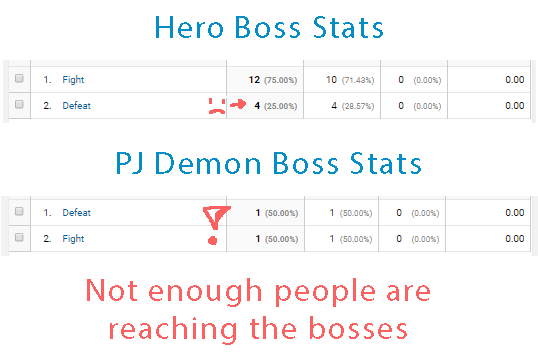 Hero Boss Stats
1. Fight 12 (75.00%) 10 (71.43%) 0 (0.00%) 0.00
2. Defeat 4 (25.00%) 4 (28.57%) 0 (0.00%) 0.00
PJ Demon Boss Stats
1. Defeat 1 (50.00%) 1 (50.00%) 0 (0.00%) 0.00
2. Fight 1 (50.00%) 1 (50.00%) 0 (0.00%) 0.00
Not enough people are
reaching the bosses